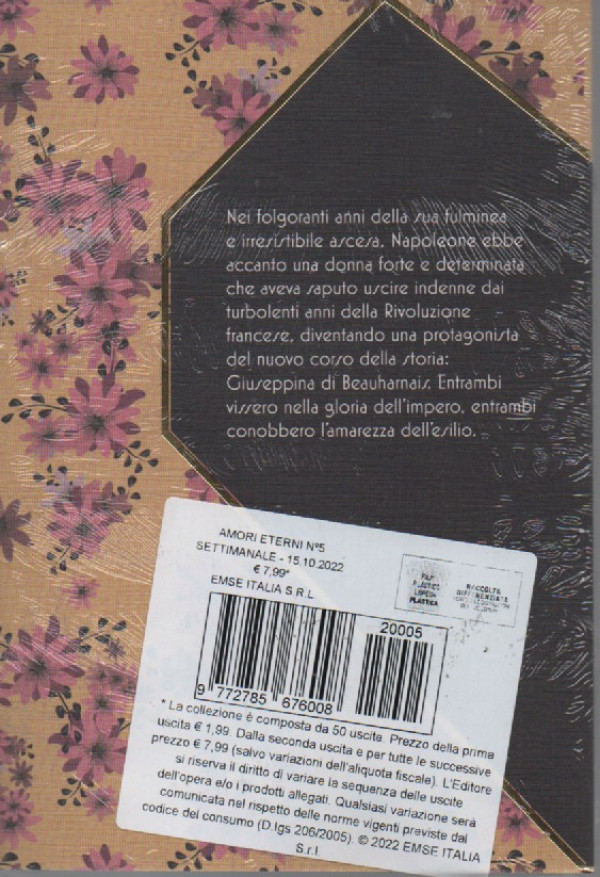 Nei folgoranti anni della sua fulminea
e irresistibile ascesa, Napoleone ebbe
accanto una donna forte e determinata
che aveva saputo uscire indenne dai
turbolenti anni della Rivoluzione
francese, diventando una protagonista
del nuovo corso della storia:
Giuseppina di Beauharnais. Entrambi
vissero nella gloria dell'impero, entrambi
conobbero l'amarezza dell'esilio.
AMORI ETERNI Nº5
SETTIMANALE - 15.10.2022
€ 7,99*
EMSE ITALIA S R L
PLASTICA
RACCOLTA
DIFFERENZIATA
20005
9 772785 676008
* La collezione è composta da 50 uscite. Prezzo della prima
uscita € 1,99. Dalla seconda uscita e per tutte le successive
prezzo € 7,99 (salvo variazioni dell'aliquota fiscale). L'Editore
si riserva il diritto di variare la sequenza delle uscite
dell'opera e/o i prodotti allegati. Qualsiasi variazione sarà
comunicata nel rispetto delle norme vigenti previste dal
codice del consumo (D.lgs 206/2005). © 2022 EMSE ITALIA
S.r.l.